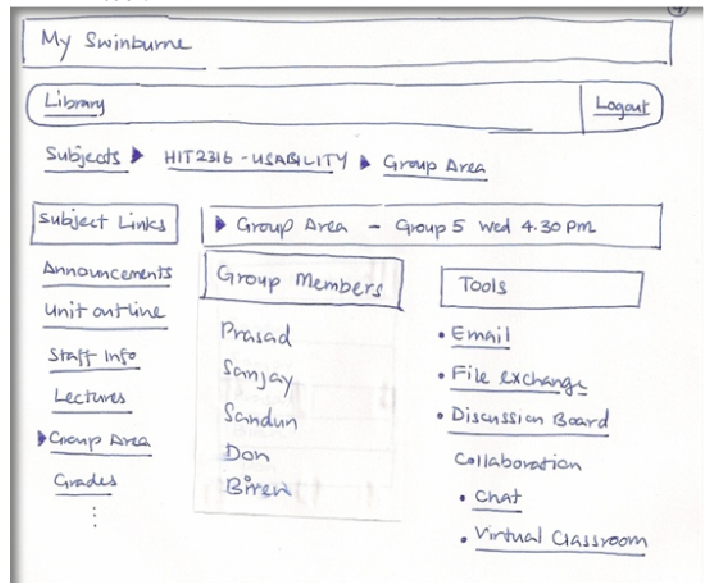 My Swinburne
Library Logout
Subjects ▶ HIT2316 - USABILITY ▶ Group Area
Subject Links
▶ Group Area - Group 5 Wed 4.30 pm
Announcements
Unit outline
Staff Info
Lectures
▶ Group Area
Grades
⋮
Group Members
Prasad
Sanjay
Sandun
Don
Biren
Tools
• Email
• File exchange
• Discussion Board
Collaboration
• Chat
• Virtual Classroom